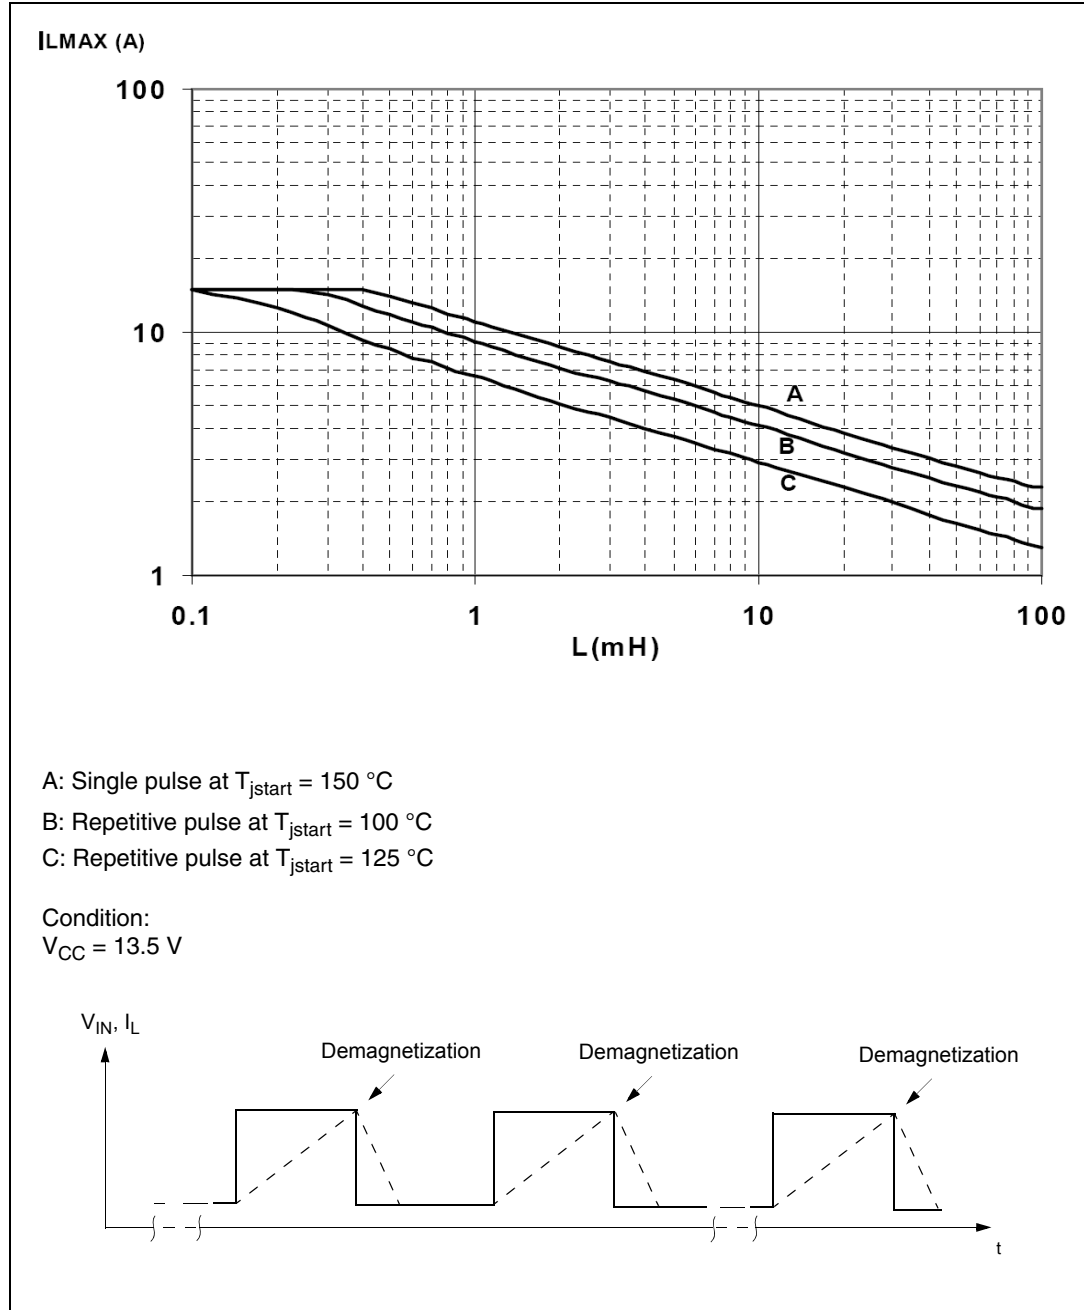 ILMAX (A)
100
10
1
A
B
C
0.1 1 10 100
L(mH)
A: Single pulse at Tjstart = 150 °C
B: Repetitive pulse at Tjstart = 100 °C
C: Repetitive pulse at Tjstart = 125 °C
Condition:
VCC = 13.5 V
VIN, IL
Demagnetization Demagnetization Demagnetization
t